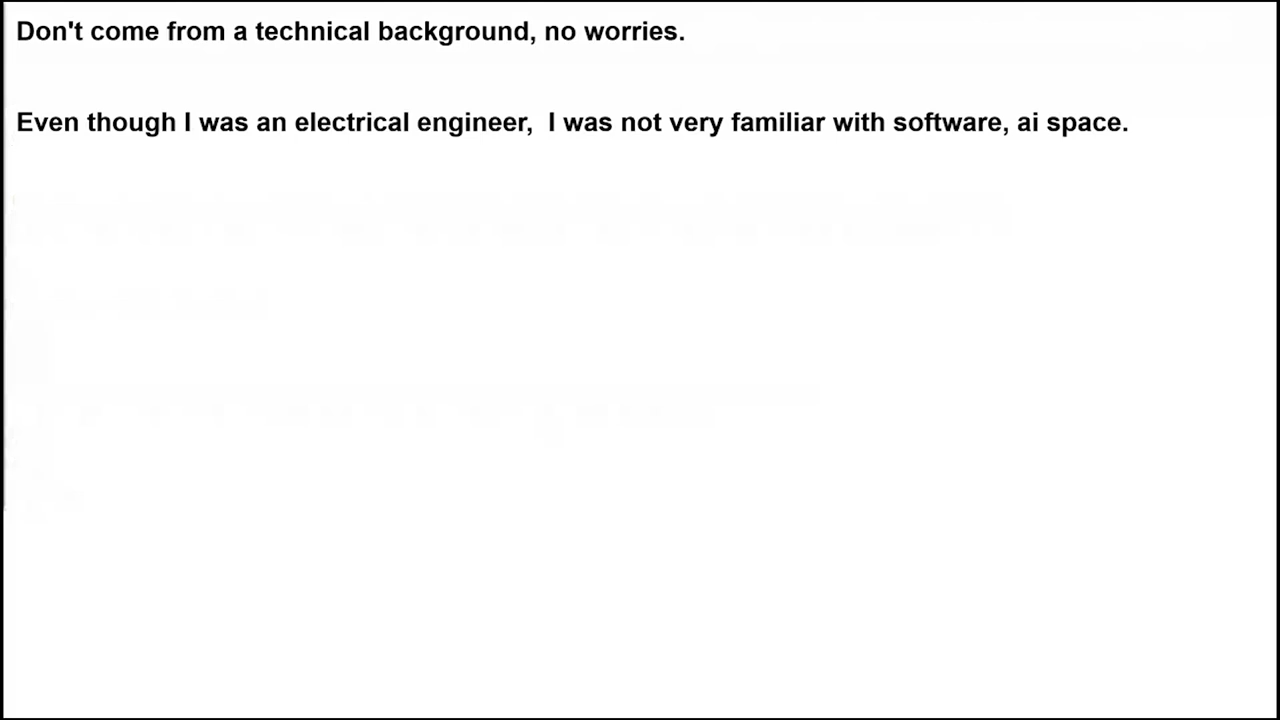 Don't come from a technical background, no worries.
Even though I was an electrical engineer,  I was not very familiar with software, ai space.